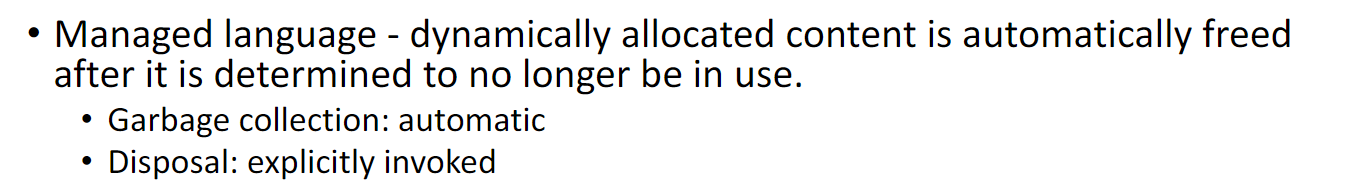 • Managed language - dynamically allocated content is automatically freed
after it is determined to no longer be in use.
• Garbage collection: automatic
• Disposal: explicitly invoked